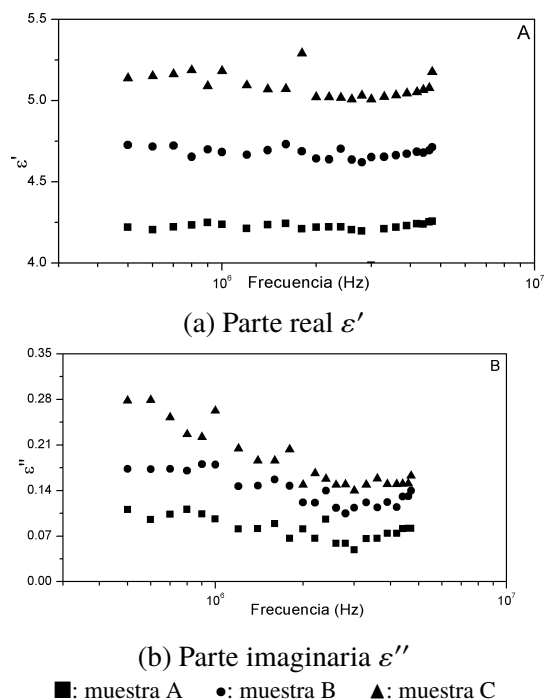 5.5
A
5.0
ε'
4.5
4.0
10⁶
Frecuencia (Hz)
10⁷
(a) Parte real ε′
0.35
B
0.28
0.21
ε''
0.14
0.07
0.00
10⁶
10⁷
Frecuencia (Hz)
(b) Parte imaginaria ε′′
■: muestra A ●: muestra B ▲: muestra C